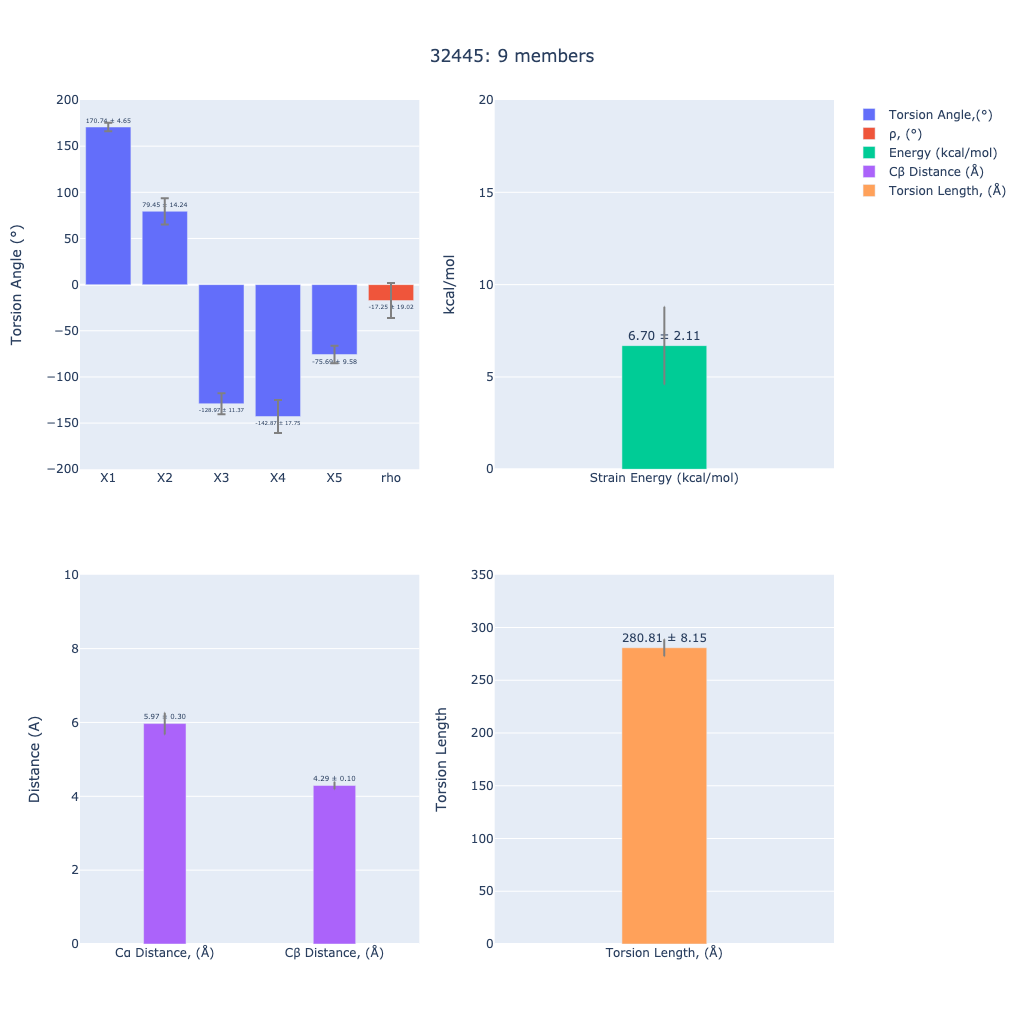 32445: 9 members
Torsion Angle (°)
200
150
100
50
0
−50
−100
−150
−200
170.74 ± 4.65
79.45 ± 14.24
-128.97 ± 11.37
-142.87 ± 17.75
-75.69 ± 9.58
-17.25 ± 19.02
X1 X2 X3 X4 X5 rho
kcal/mol
20
15
10
5
0
6.70 ± 2.11
Strain Energy (kcal/mol)
Torsion Angle,(°)
ρ, (°)
Energy (kcal/mol)
Cβ Distance (Å)
Torsion Length, (Å)
Distance (A)
10
8
6
4
2
0
5.97 ± 0.30
4.29 ± 0.10
Cα Distance, (Å) Cβ Distance, (Å)
Torsion Length
350
300
250
200
150
100
50
0
280.81 ± 8.15
Torsion Length, (Å)